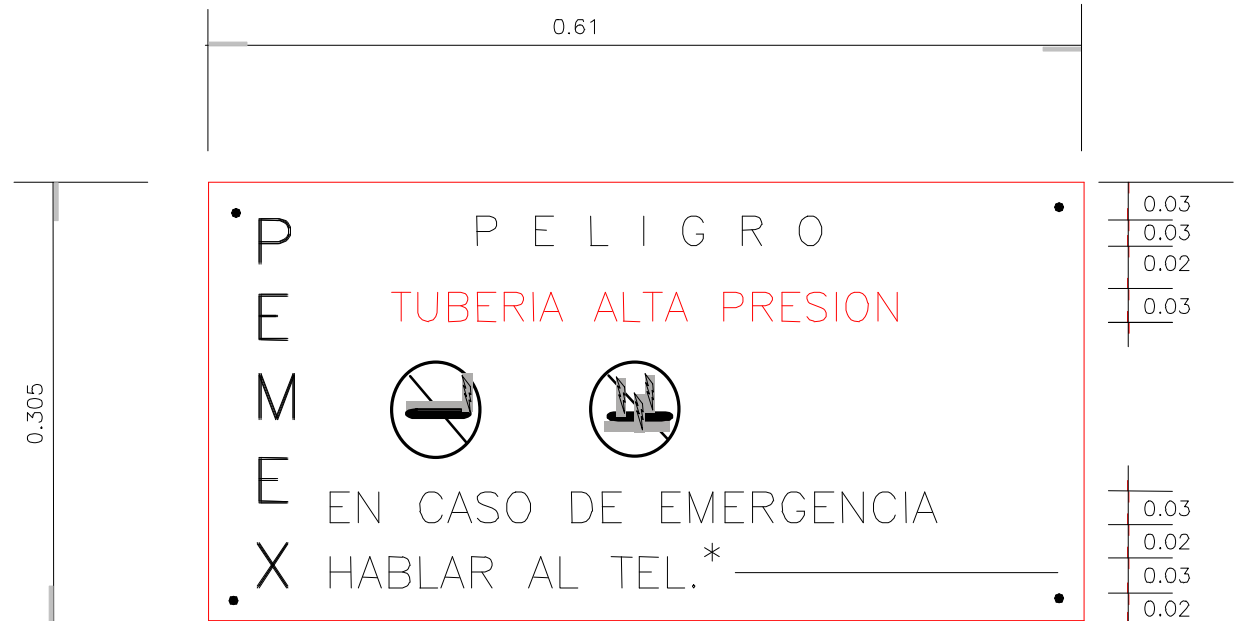 0.61
0.305
PEMEX
PELIGRO
TUBERIA ALTA PRESION
EN CASO DE EMERGENCIA
HABLAR AL TEL.*
0.03
0.03
0.02
0.03
0.03
0.02
0.03
0.02